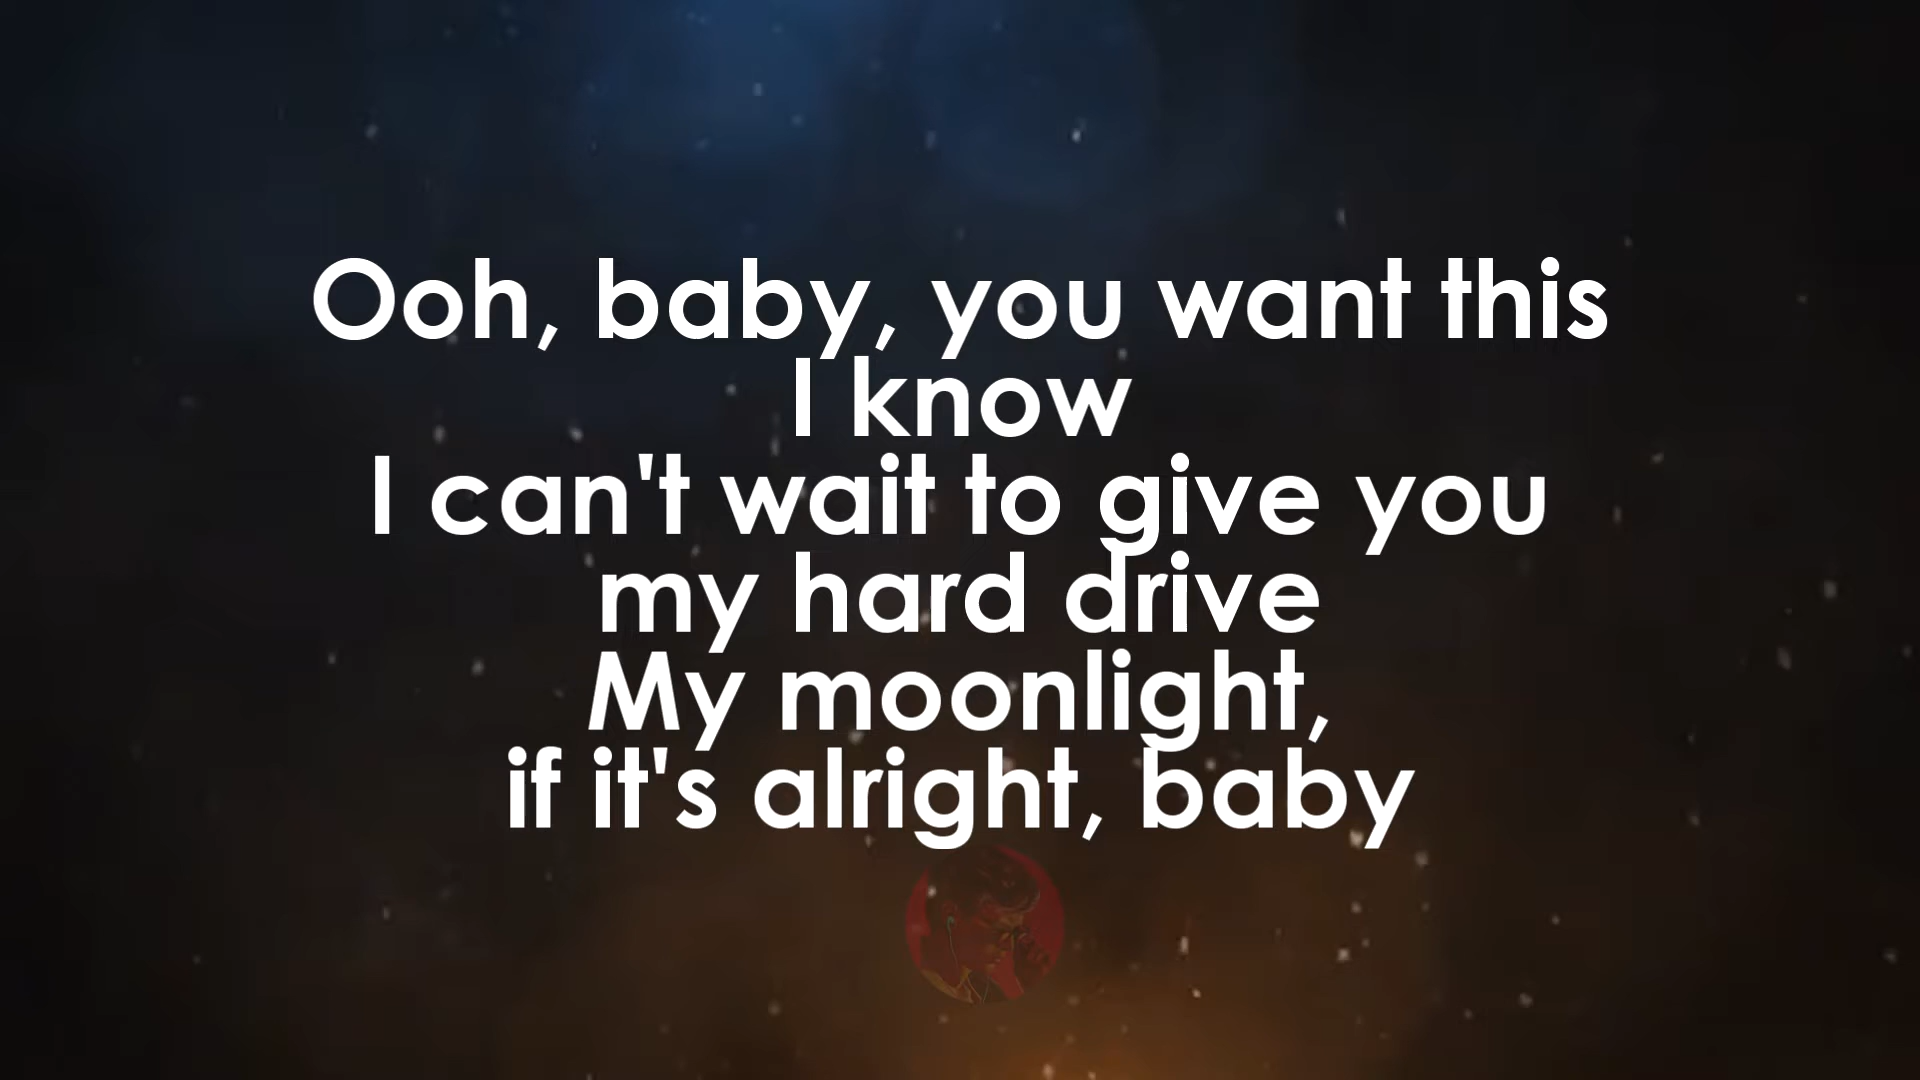 Ooh, baby, you want this
I know
I can't wait to give you
my hard drive
My moonlight,
if it's alright, baby